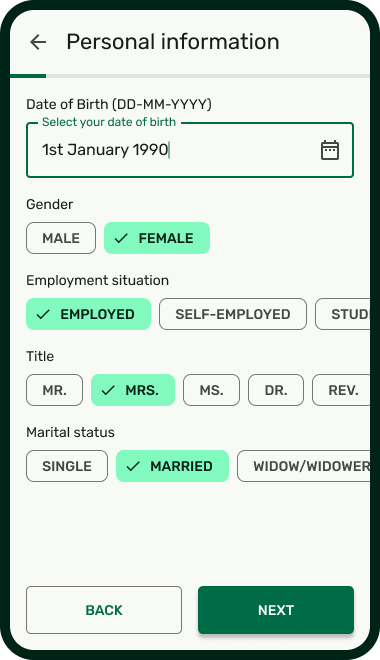 Personal information
Date of Birth (DD-MM-YYYY)
Select your date of birth
1st January 1990
Gender
MALE FEMALE
Employment situation
EMPLOYED SELF-EMPLOYED STUD
Title
MR. MRS. MS. DR. REV.
Marital status
SINGLE MARRIED WIDOW/WIDOWER
BACK NEXT